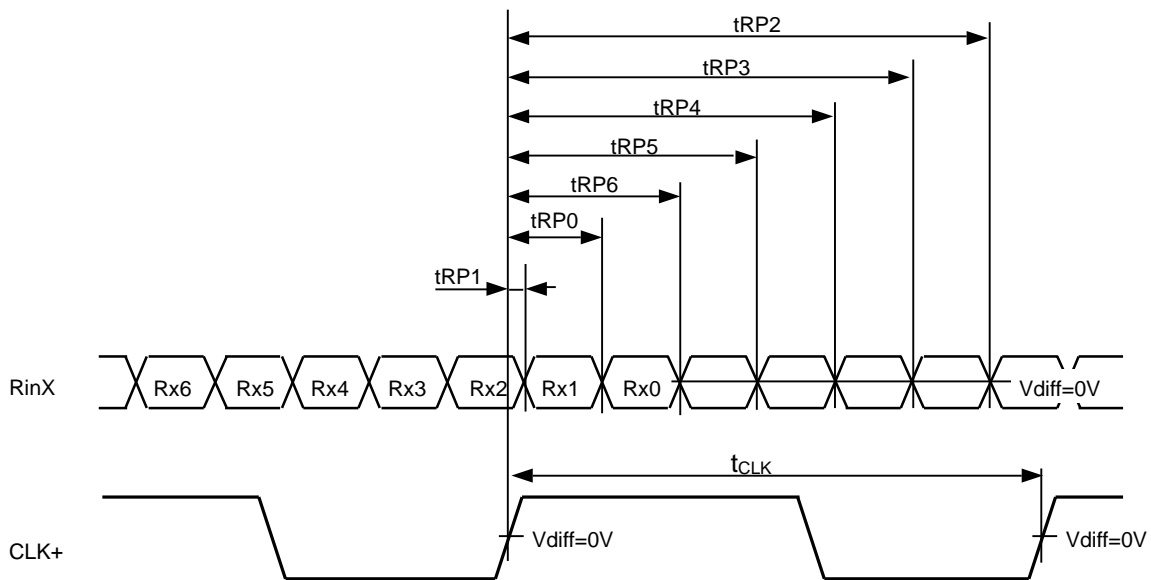 tRP2
tRP3
tRP4
tRP5
tRP6
tRP0
tRP1
RinX Rx6 Rx5 Rx4 Rx3 Rx2 Rx1 Rx0 Vdiff=0V
tCLK
CLK+ Vdiff=0V Vdiff=0V